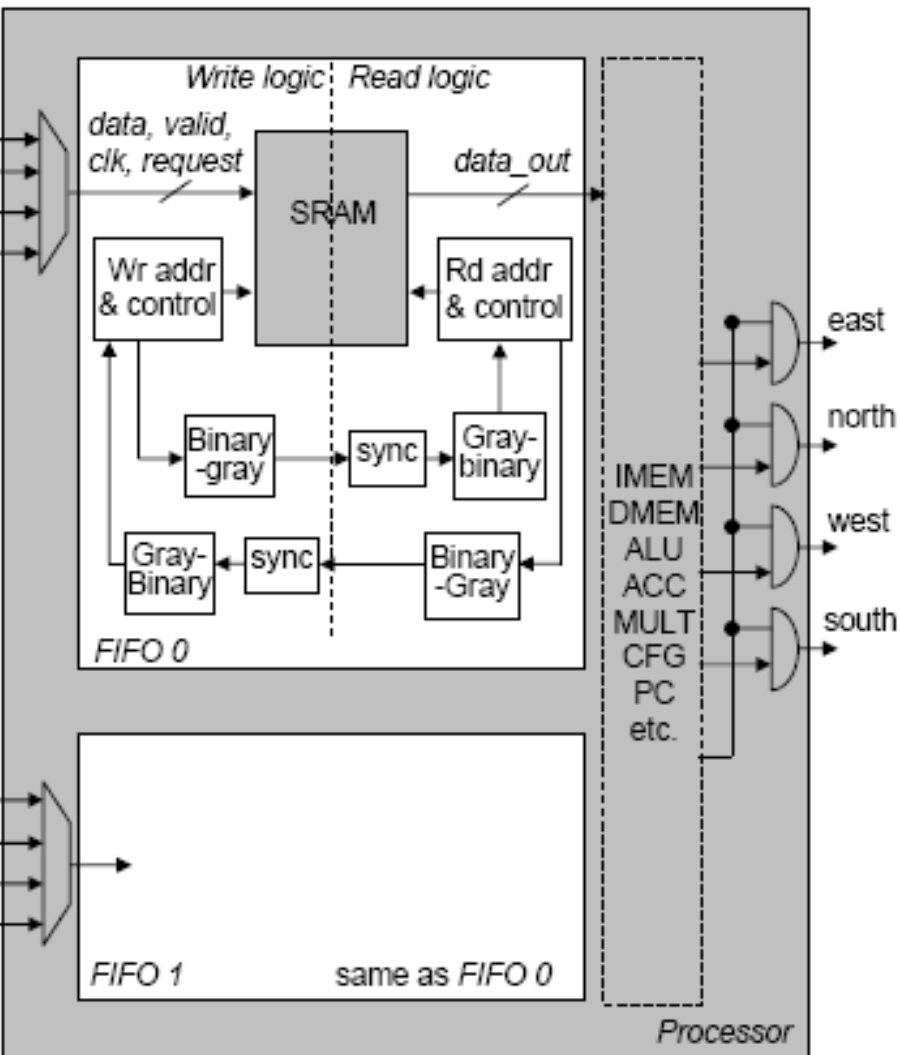 Write logic Read logic
data, valid,
clk, request
data_out
SRAM
Wr addr
& control
Rd addr
& control
Binary
-gray
sync
Gray-
binary
Gray-
Binary
sync
Binary
-Gray
FIFO 0
IMEM
DMEM
ALU
ACC
MULT
CFG
PC
etc.
east
north
west
south
FIFO 1
same as FIFO 0
Processor